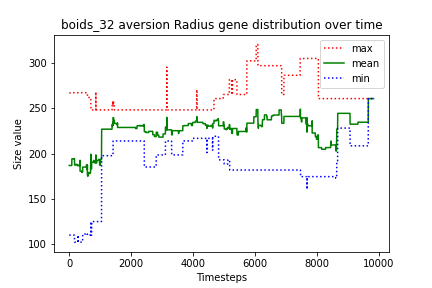 boids_32 aversion Radius gene distribution over time
max
mean
min
Size value
300
250
200
150
100
0
2000
4000
6000
8000
10000
Timesteps